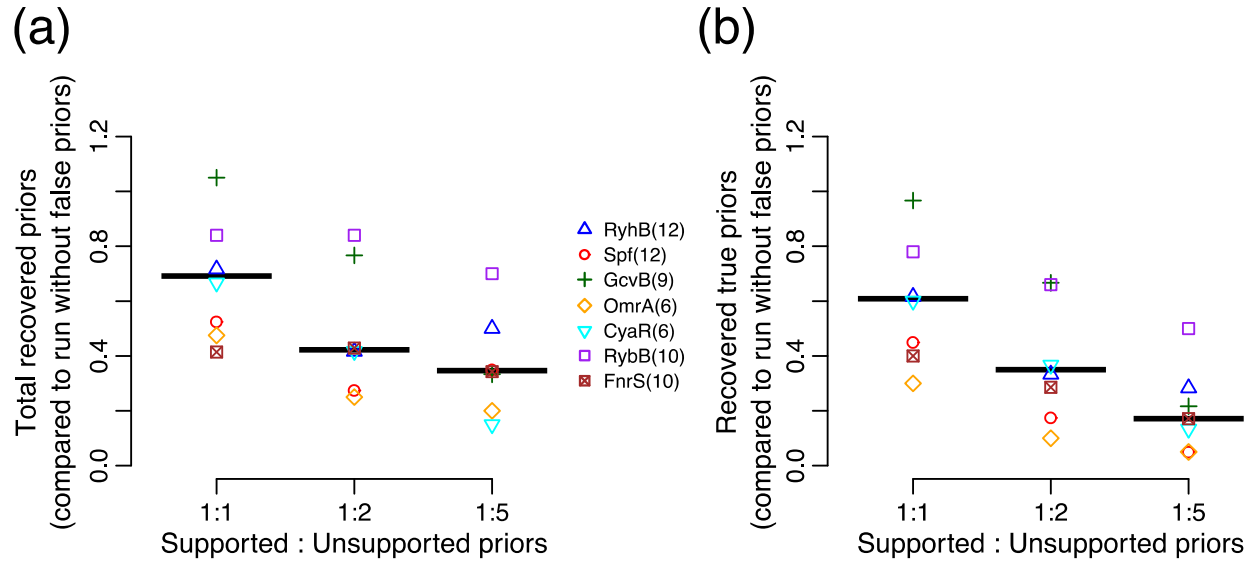 (a)
Total recovered priors
(compared to run without false priors)
0.0
0.4
0.8
1.2
1:1
1:2
1:5
Supported : Unsupported priors
RyhB(12)
Spf(12)
GcvB(9)
OmrA(6)
CyaR(6)
RybB(10)
FnrS(10)
(b)
Recovered true priors
(compared to run without false priors)
0.0
0.4
0.8
1.2
1:1
1:2
1:5
Supported : Unsupported priors